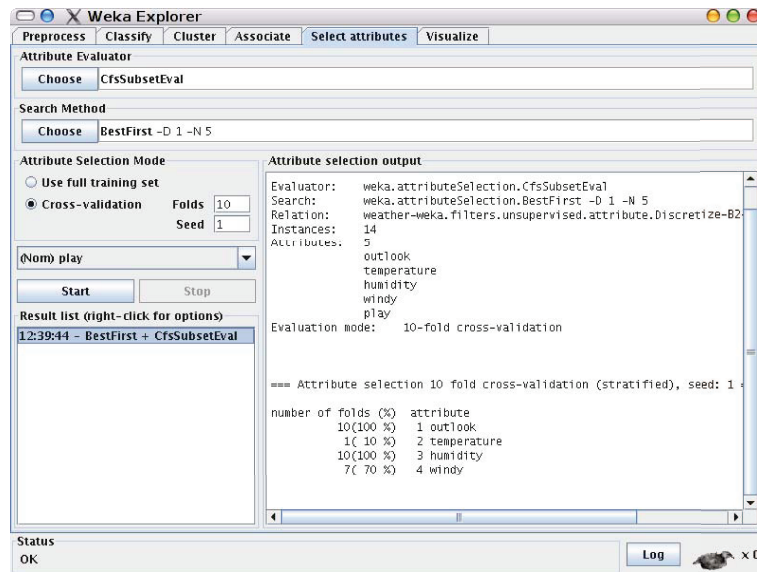 Weka Explorer
Preprocess Classify Cluster Associate Select attributes Visualize
Attribute Evaluator
Choose CfsSubsetEval
Search Method
Choose BestFirst -D 1 -N 5
Attribute Selection Mode
Use full training set
Cross-validation Folds 10
Seed 1
(Nom) play
Start Stop
Result list (right-click for options)
12:39:44 - BestFirst + CfsSubsetEval
Attribute selection output
Evaluator: weka.attributeSelection.CfsSubsetEval
Search: weka.attributeSelection.BestFirst -D 1 -N 5
Relation: weather-weka.filters.unsupervised.attribute.Discretize-B2-
Instances: 14
Attributes: 5
outlook
temperature
humidity
windy
play
Evaluation mode: 10-fold cross-validation
=== Attribute selection 10 fold cross-validation (stratified), seed: 1 =
number of folds (%) attribute
10(100 %) 1 outlook
1( 10 %) 2 temperature
10(100 %) 3 humidity
7( 70 %) 4 windy
Status
OK
Log
x 0